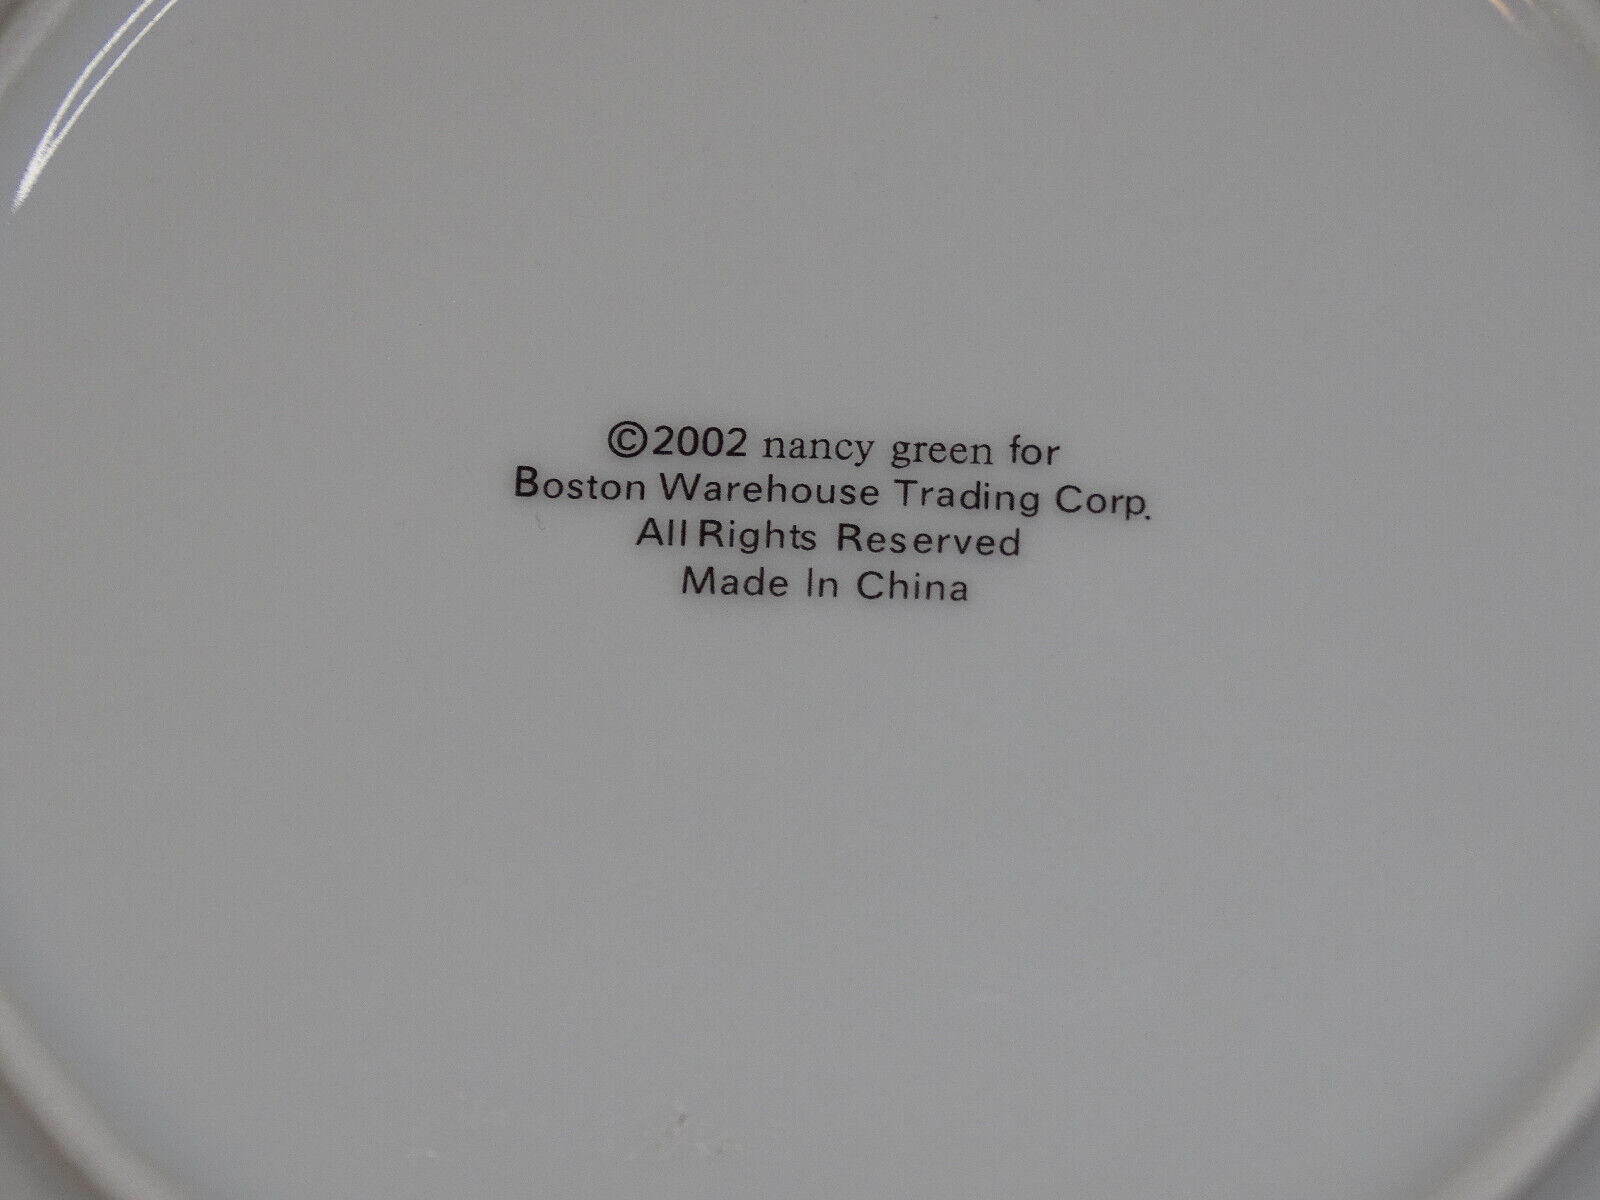 ©2002 nancy green for
Boston Warehouse Trading Corp.
All Rights Reserved
Made In China